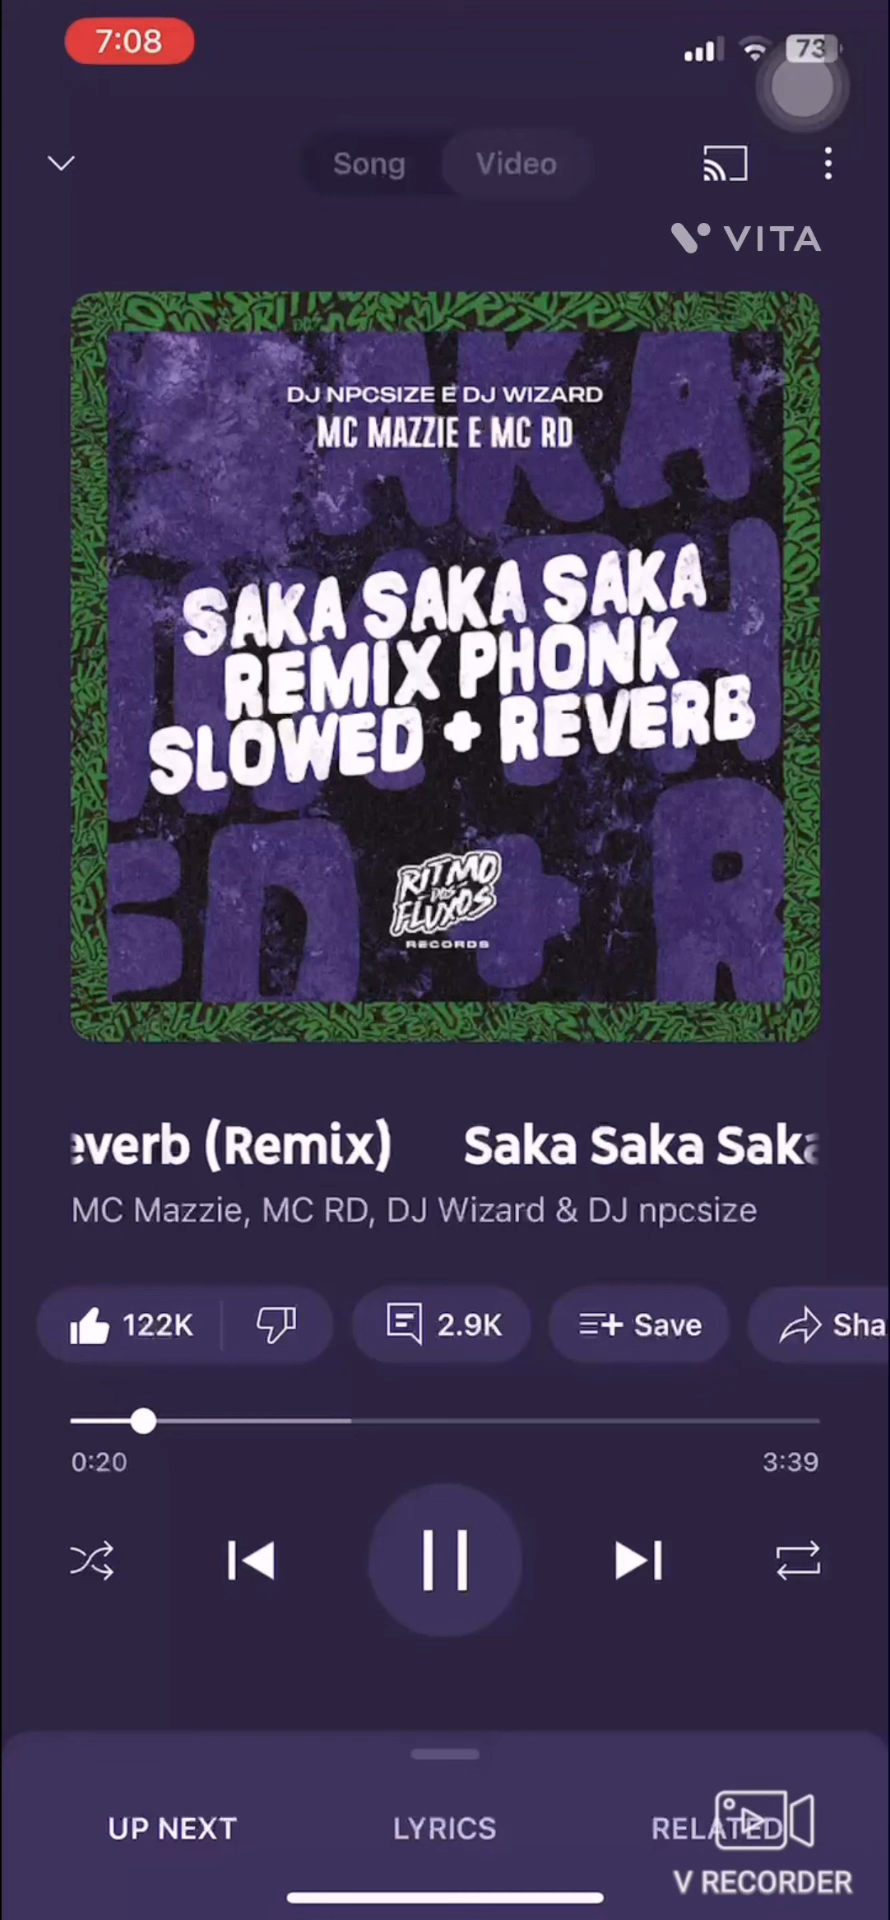 7:08
73
Song Video
VITA
DJ NPCSIZE E DJ WIZARD
MC MAZZIE E MC RD
SAKA SAKA SAKA
REMIX PHONK
SLOWED + REVERB
RITMO
DOS
FLUXOS
RECORDS
everb (Remix) Saka Saka Saka
MC Mazzie, MC RD, DJ Wizard & DJ npcsize
122K 2.9K Save Sha
0:20 3:39
UP NEXT LYRICS RELATED
V RECORDER